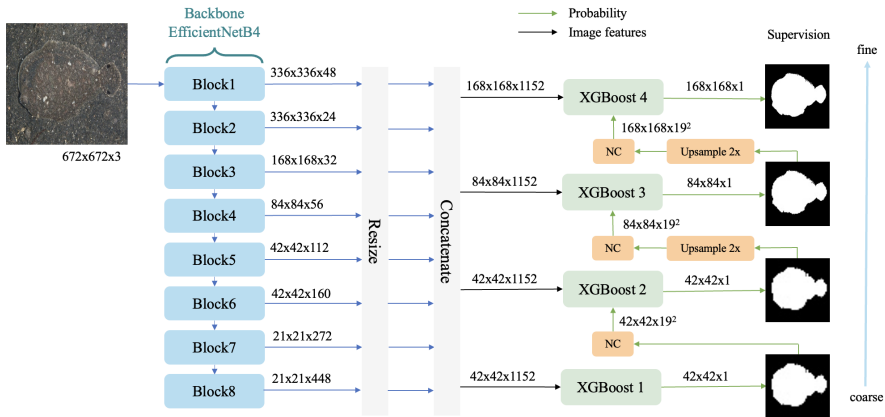 Backbone
EfficientNetB4
Probability
Image features
Supervision
fine
672x672x3
Block1
336x336x48
Block2
336x336x24
Block3
168x168x32
Block4
84x84x56
Block5
42x42x112
Block6
42x42x160
Block7
21x21x272
Block8
21x21x448
Resize
Concatenate
168x168x1152
XGBoost 4
168x168x1
168x168x19²
NC
Upsample 2x
84x84x1152
XGBoost 3
84x84x1
84x84x19²
NC
Upsample 2x
42x42x1152
XGBoost 2
42x42x1
42x42x19²
NC
42x42x1152
XGBoost 1
42x42x1
coarse